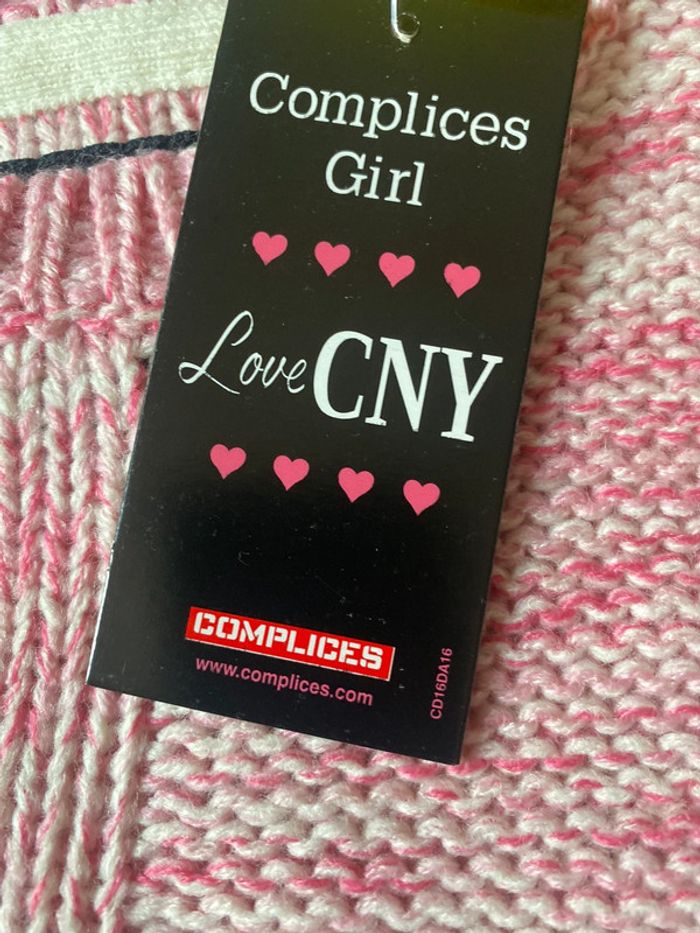 Complices
Girl
Love CNY
COMPLICES
www.complices.com
CD16DA16